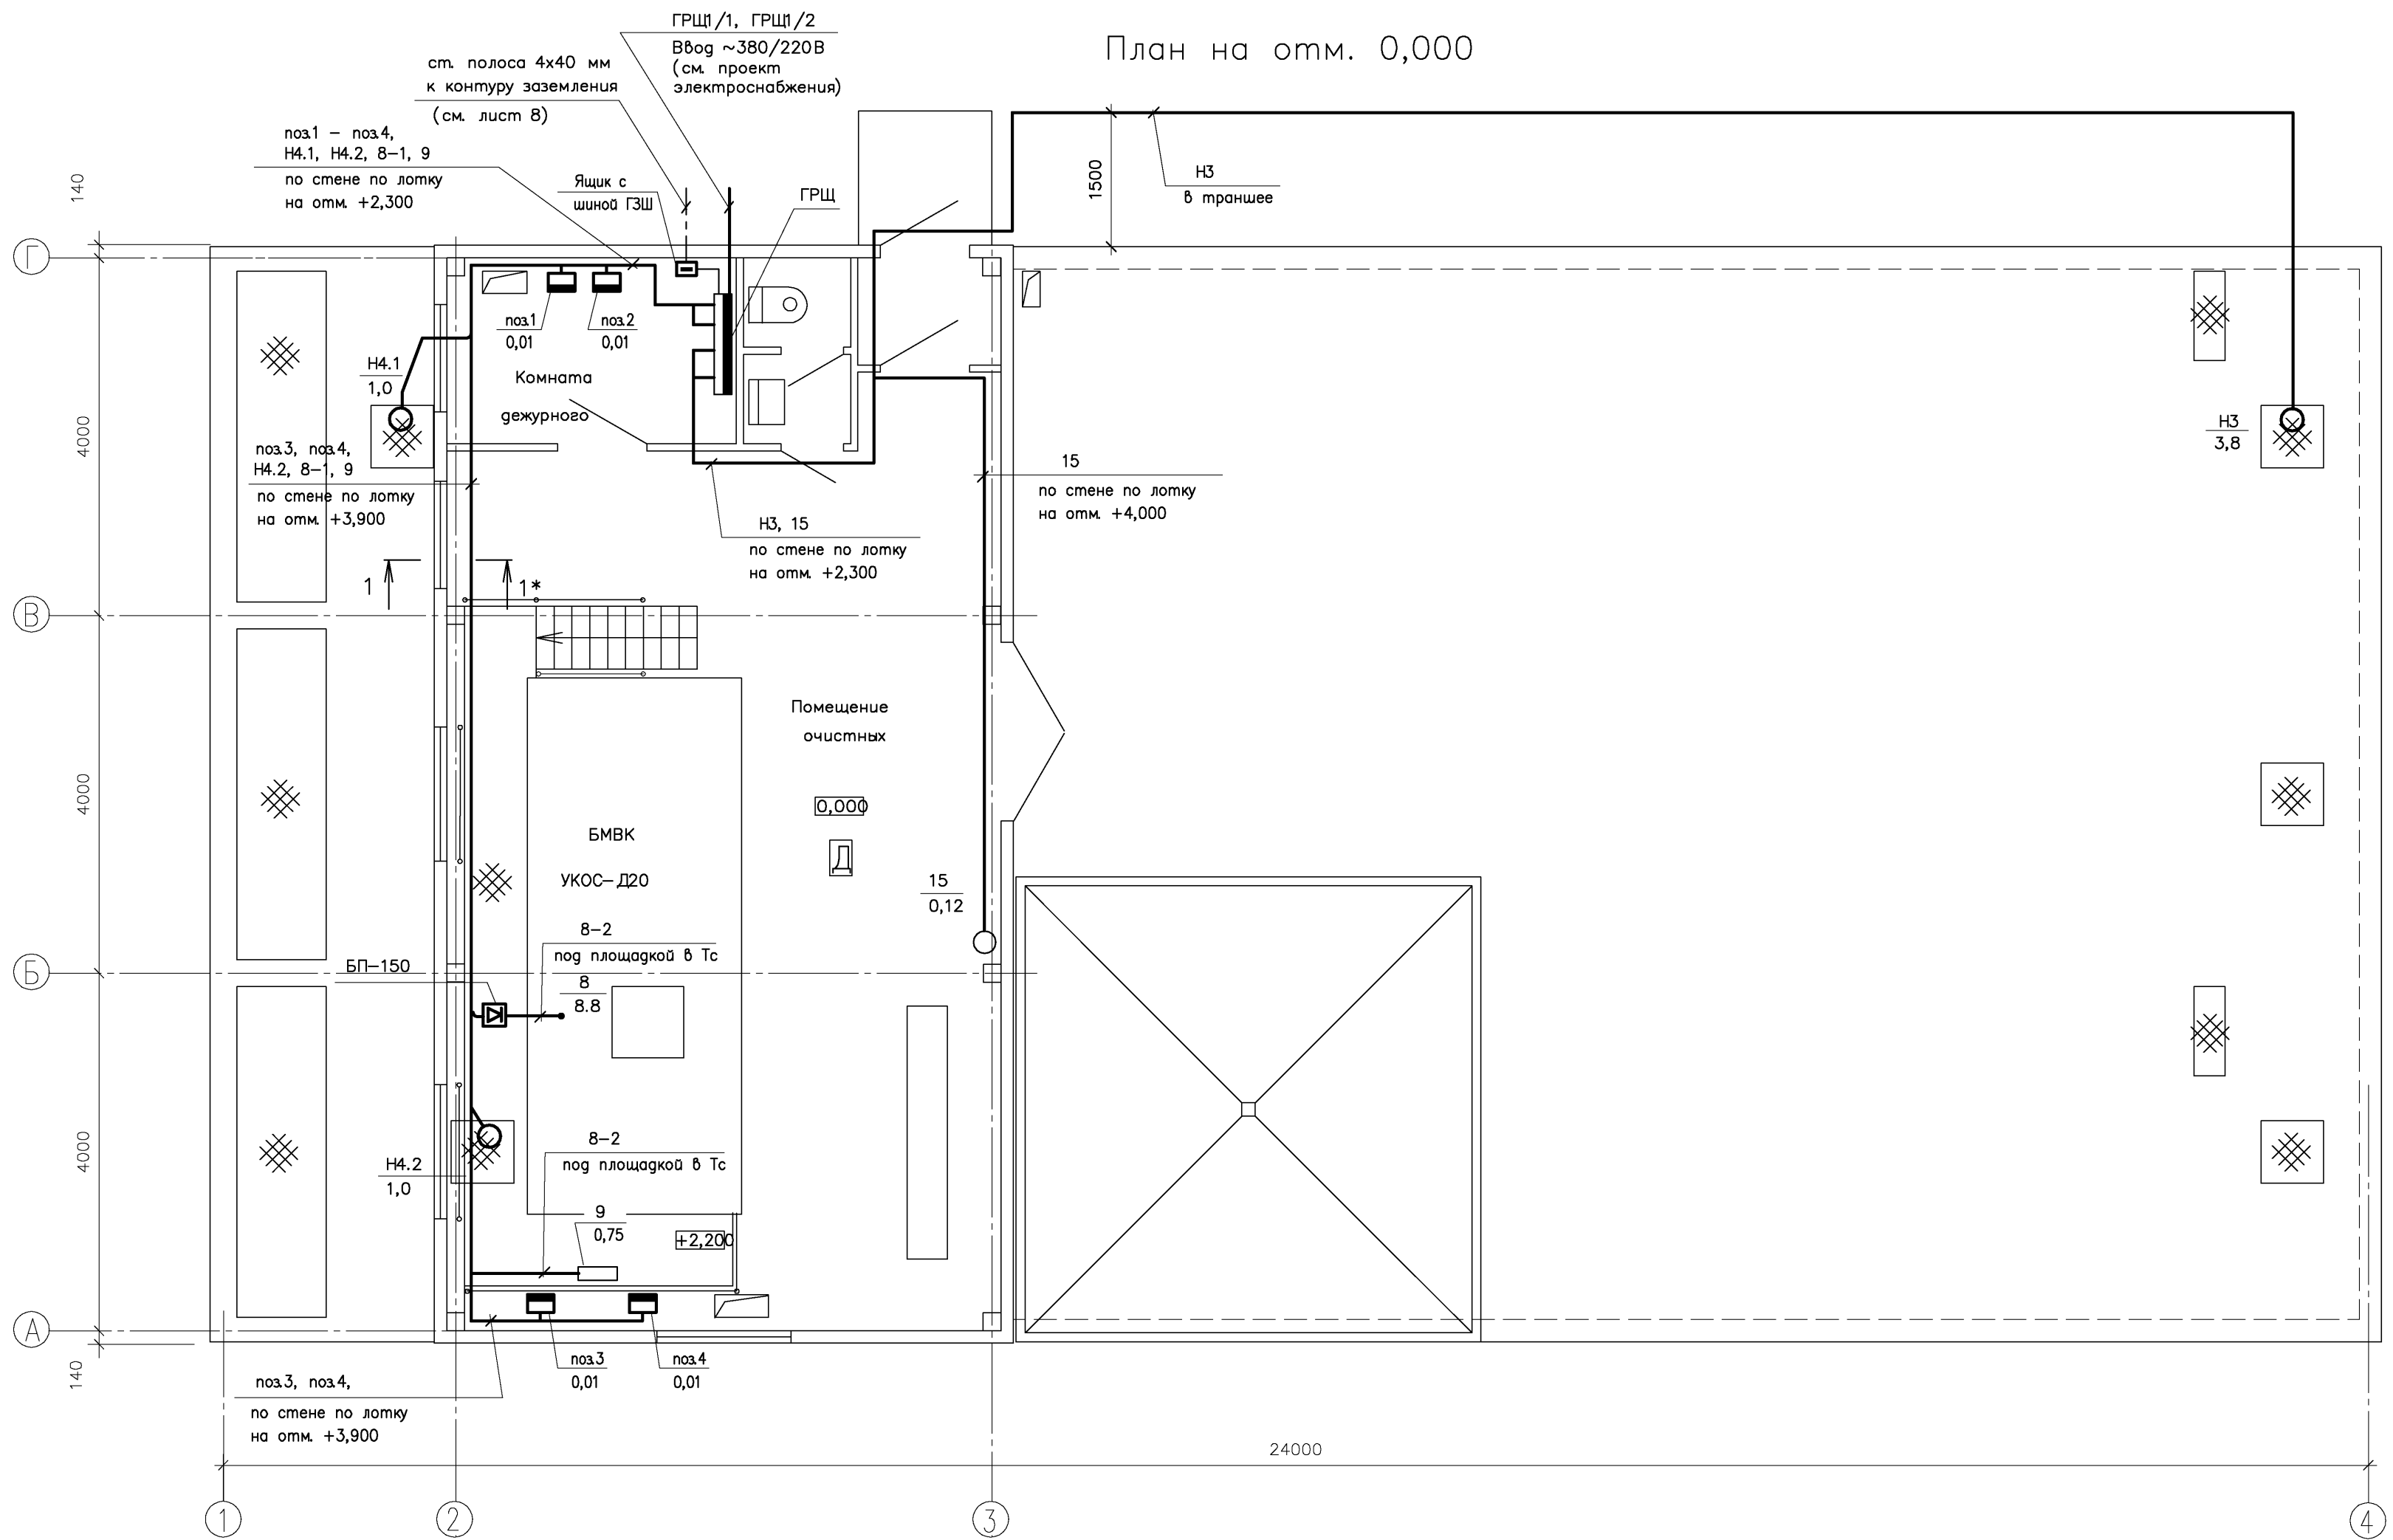 План на отм. 0,000
ГРЩ1/1, ГРЩ1/2
Ввод ~380/220В
(см. проект
электроснабжения)
ст. полоса 4х40 мм
к контуру заземления
(см. лист 8)
поз.1 – поз.4,
Н4.1, Н4.2, 8–1, 9
по стене по лотку
на отм. +2,300
Ящик с
шиной ГЗШ
ГРЩ
140
1500
Н3
в траншее
Г
поз.1
0,01
поз.2
0,01
Н4.1
1,0
Комната
дежурного
4000
поз.3, поз.4,
Н4.2, 8–1, 9
по стене по лотку
на отм. +3,900
Н3
3,8
15
по стене по лотку
на отм. +4,000
Н3, 15
по стене по лотку
на отм. +2,300
1
1*
В
Помещение
очистных
4000
0,000
БМВК
Д
УКОС–Д20
15
0,12
8–2
под площадкой в Тс
БП–150
Б
8
8.8
4000
8–2
под площадкой в Тс
Н4.2
1,0
9
0,75
+2,200
А
140
поз.3
0,01
поз.4
0,01
поз.3, поз.4,
по стене по лотку
на отм. +3,900
24000
1
2
3
4